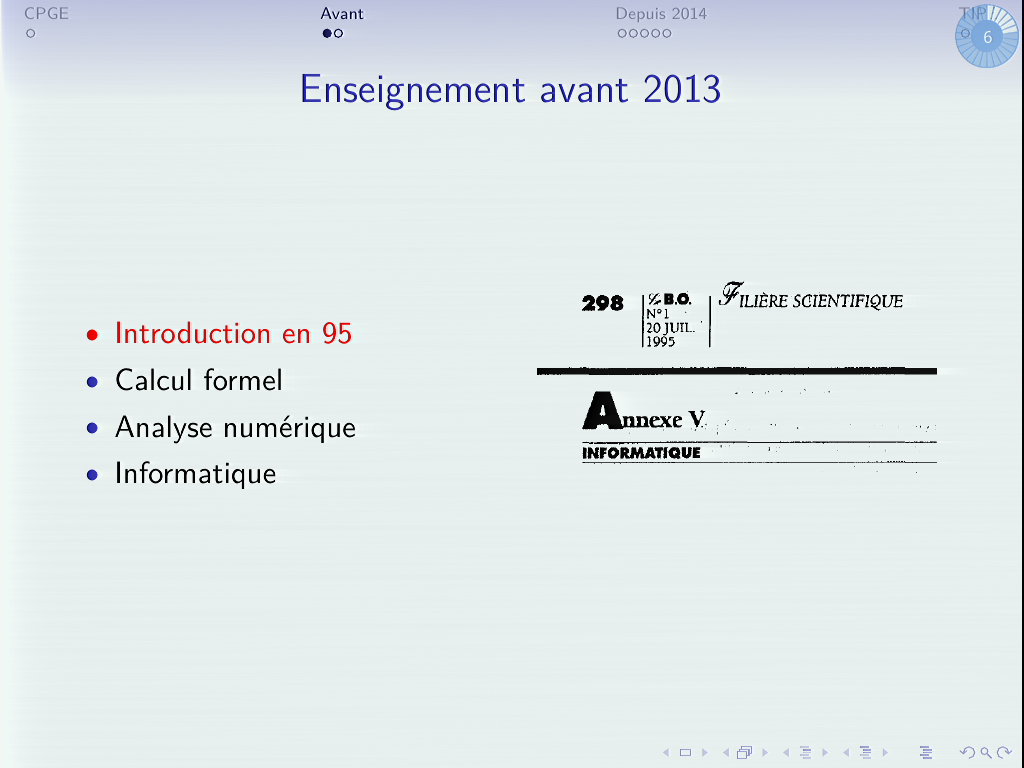 CPGE
Avant
Depuis 2014
TIPE
6
Enseignement avant 2013
Introduction en 95
Calcul formel
Analyse numérique
Informatique
298
Le B.O.
N°1
20 JUIL.
1995
FILIÈRE SCIENTIFIQUE
Annexe V
INFORMATIQUE